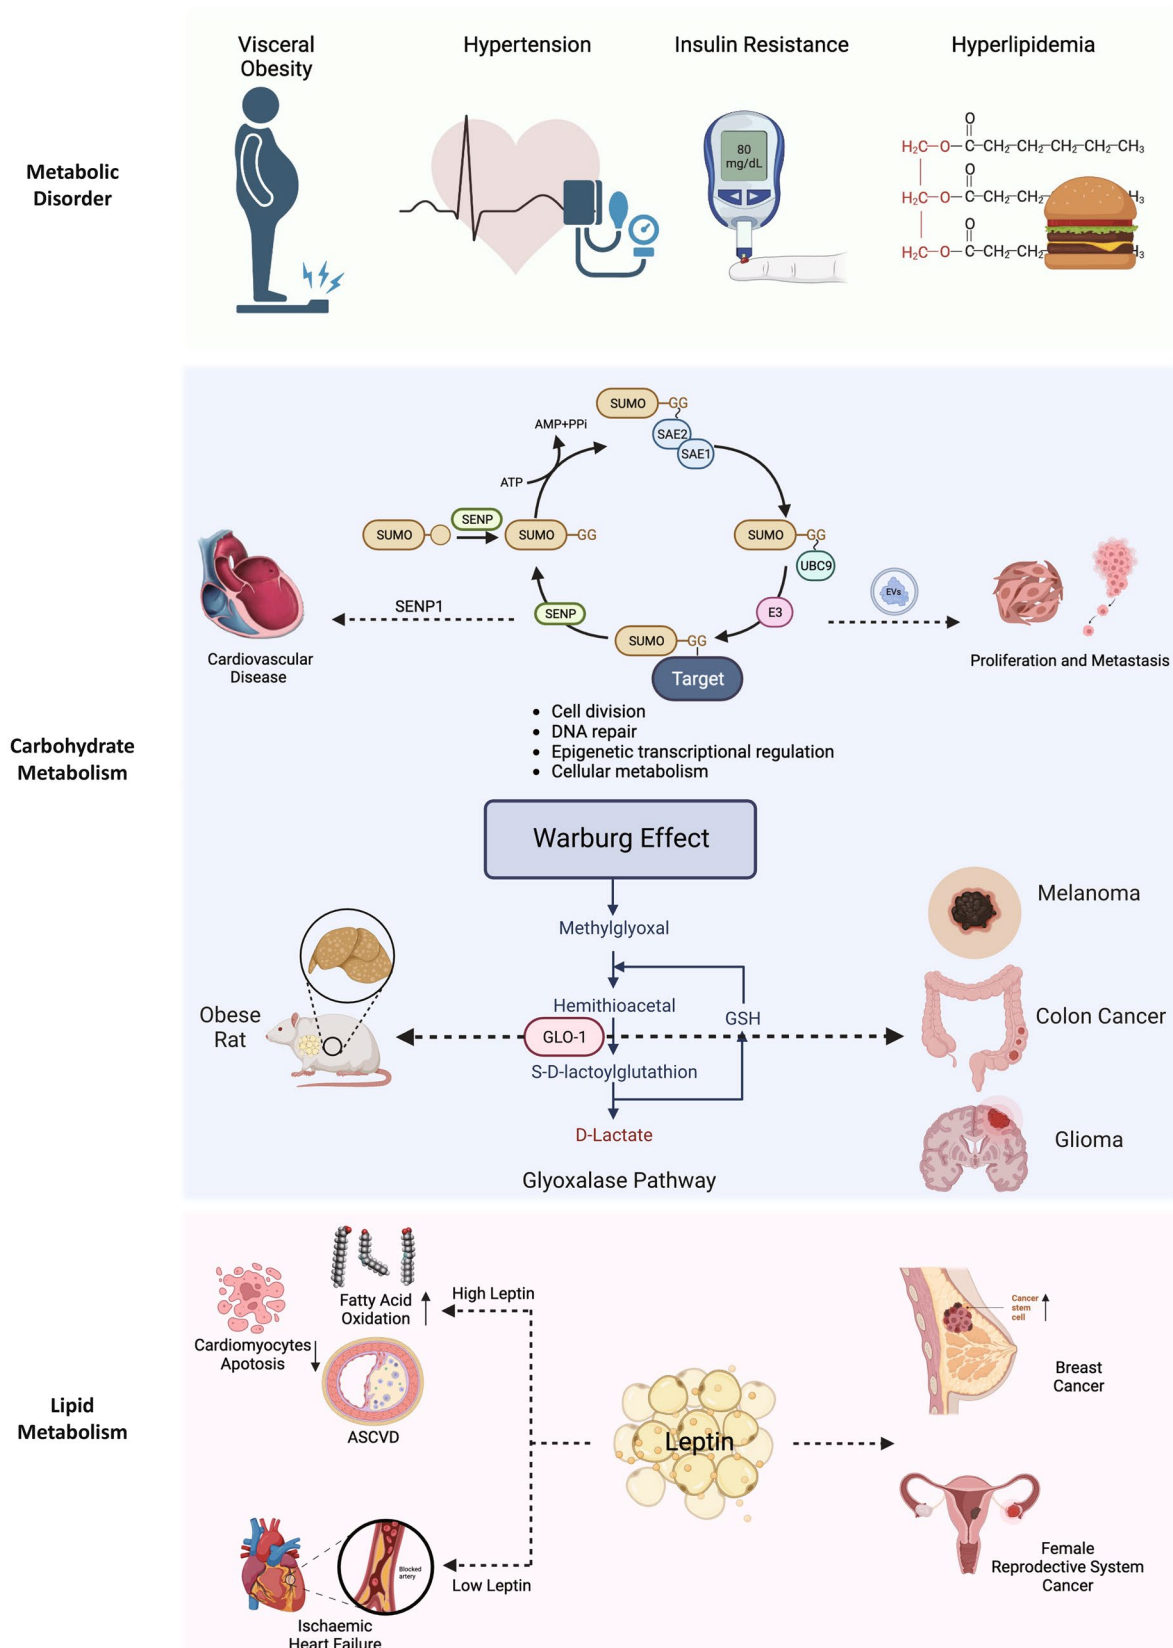 Visceral
Obesity
Hypertension
Insulin Resistance
Hyperlipidemia
Metabolic
Disorder
80
mg/dL
O
H₂C–O–C–CH₂–CH₂–CH₂–CH₂–CH₃
O
H₂C–O–C–CH₂–CH₂ H₃
O
H₂C–O–C–CH₂–CH₂ H₃
SUMO GG
SAE2
SAE1
AMP+PPi
ATP
SENP
SUMO
SUMO GG
SUMO GG
UBC9
EVs
E3
SENP
SENP1
SUMO GG
Target
Cardiovascular
Disease
Proliferation and Metastasis
• Cell division
• DNA repair
• Epigenetic transcriptional regulation
• Cellular metabolism
Carbohydrate
Metabolism
Warburg Effect
Methylglyoxal
Hemithioacetal
GSH
GLO-1
S-D-lactoylglutathion
D-Lactate
Glyoxalase Pathway
Obese
Rat
Melanoma
Colon Cancer
Glioma
Fatty Acid
Oxidation
High Leptin
Cardiomyocytes
Apotosis
ASCVD
Lipid
Metabolism
Leptin
Cancer
stem
cell
Breast
Cancer
Blocked
artery
Low Leptin
Ischaemic
Heart Failure
Female
Reprodective System
Cancer